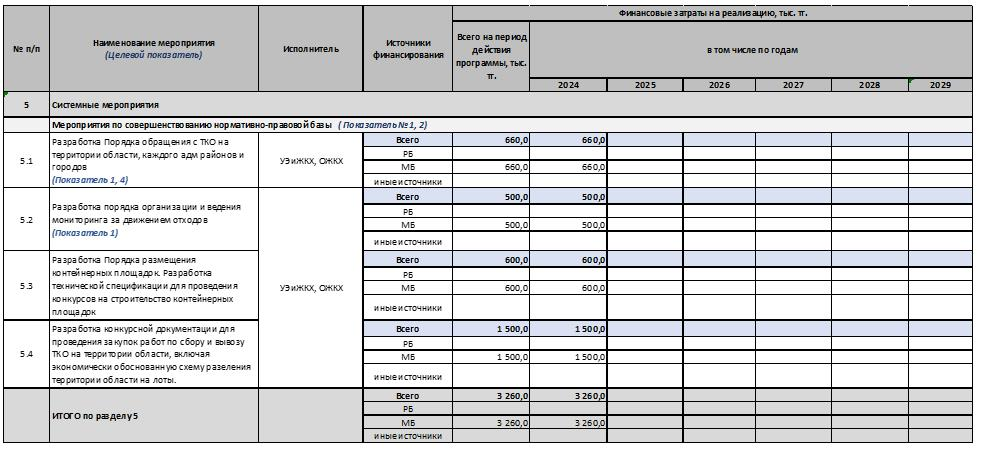 Финансовые затраты на реализацию, тыс. тг.
№ п/п
Наименование мероприятия
(Целевой показатель)
Исполнитель
Источники
финансирования
Всего на период
действия
программы, тыс.
тг.
в том числе по годам
2024 2025 2026 2027 2028 2029
5 Системные мероприятия
Мероприятия по совершенствованию нормативно-правовой базы ( Показатель № 1, 2)
5.1
Разработка Порядка обращения с ТКО на
территории области, каждого адм районов и
городов
(Показатель 1, 4)
УЭиЖКХ, ОЖКХ
Всего 660,0 660,0
РБ
МБ 660,0 660,0
иные источники
5.2
Разработка порядка организации и ведения
мониторинга за движением отходов
(Показатель 1)
Всего 500,0 500,0
РБ
МБ 500,0 500,0
иные источники
5.3
Разработка Порядка размещения
контейнерных площадок. Разработка
технической спецификации для проведения
конкурсов на строительство контейнерных
площадок
УЭиЖКХ, ОЖКХ
Всего 600,0 600,0
РБ
МБ 600,0 600,0
иные источники
5.4
Разработка конкурсной документации для
проведения закупок работ по сбору и вывозу
ТКО на территории области, включая
экономически обоснованную схему разеления
территории области на лоты.
Всего 1 500,0 1 500,0
РБ
МБ 1 500,0 1 500,0
иные источники
ИТОГО по разделу 5
Всего 3 260,0 3 260,0
РБ
МБ 3 260,0 3 260,0
иные источники